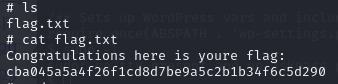 # ls
flag.txt
# cat flag.txt
Congratulations here is youre flag:
cba045a5a4f26f1cd8d7be9a5c2b1b34f6c5d290